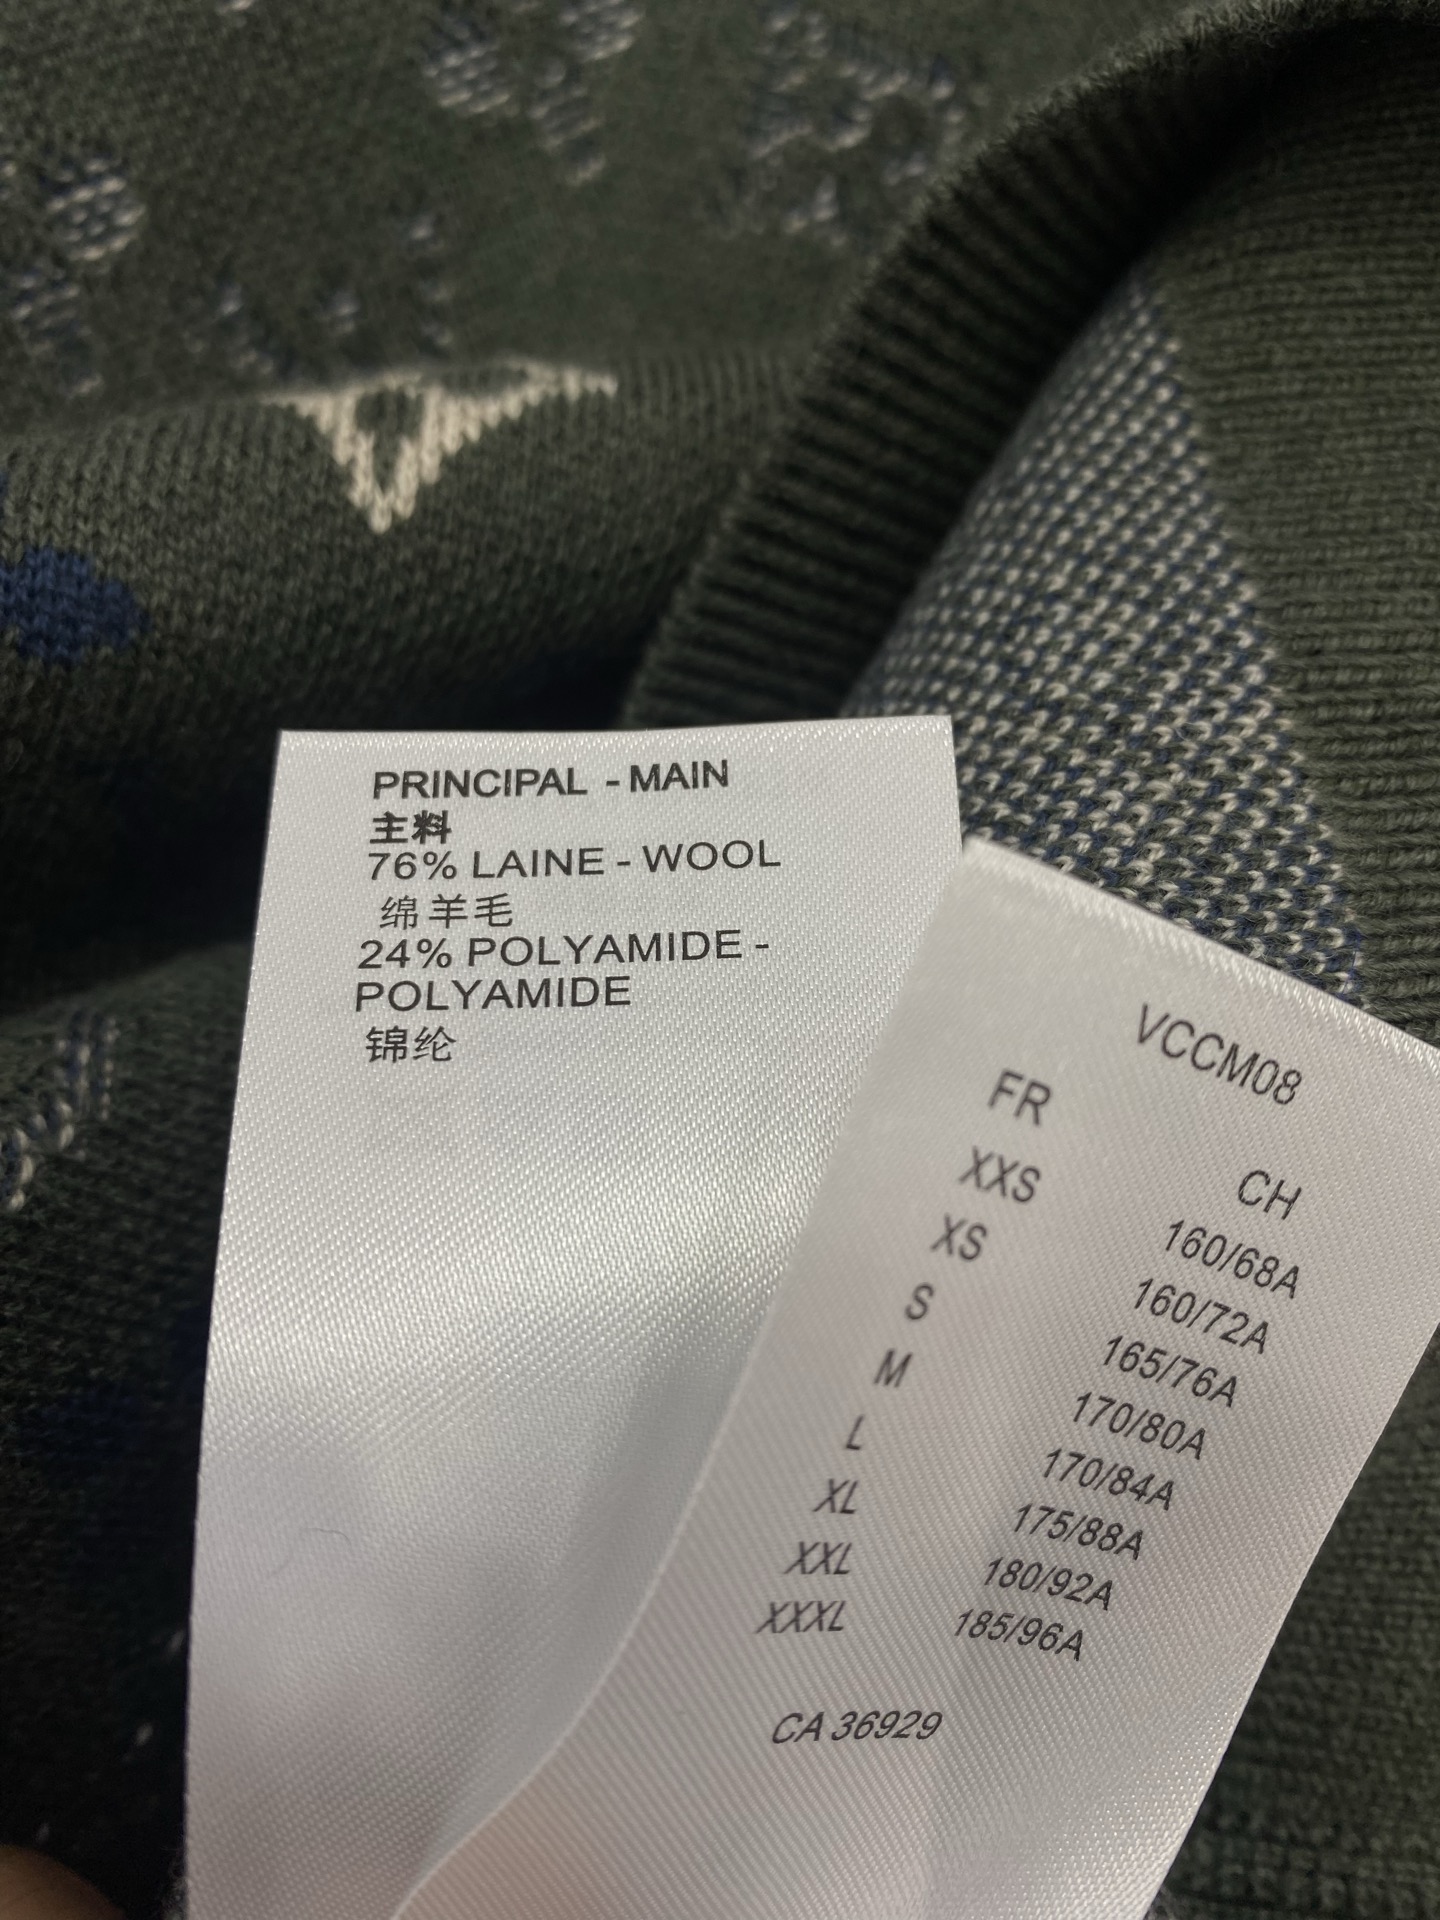 PRINCIPAL - MAIN
主料
76% LAINE - WOOL
绵羊毛
24% POLYAMIDE -
POLYAMIDE
锦纶
VCCM08
FR CH
XXS 160/68A
XS 160/72A
S 165/76A
M 170/80A
L 170/84A
XL 175/88A
XXL 180/92A
XXXL 185/96A
CA 36929